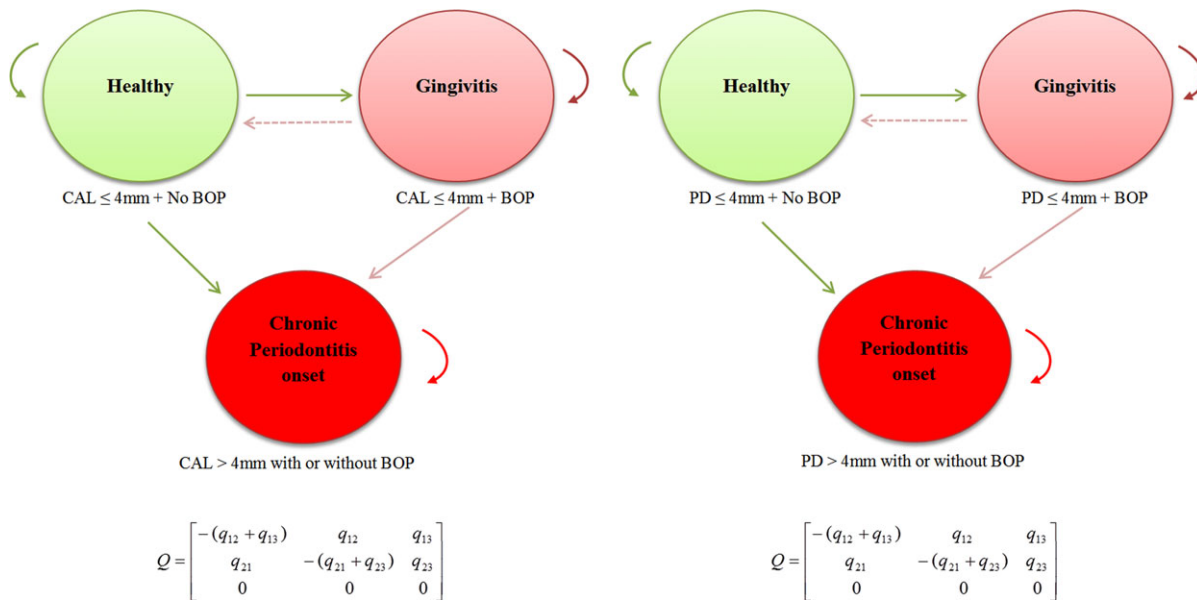 Healthy
Gingivitis
CAL ≤ 4mm + No BOP
CAL ≤ 4mm + BOP
Chronic
Periodontitis
onset
CAL > 4mm with or without BOP
Q = [ -(q12 + q13) q12 q13
q21 -(q21 + q23) q23
0 0 0 ]
Healthy
Gingivitis
PD ≤ 4mm + No BOP
PD ≤ 4mm + BOP
Chronic
Periodontitis
onset
PD > 4mm with or without BOP
Q = [ -(q12 + q13) q12 q13
q21 -(q21 + q23) q23
0 0 0 ]